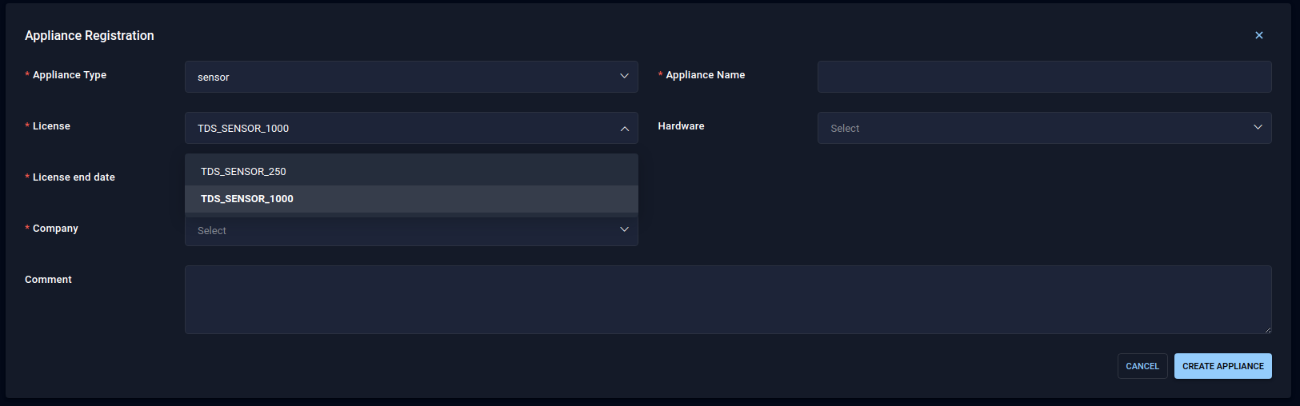 Appliance Registration
* Appliance Type
sensor
* Appliance Name
* License
TDS_SENSOR_1000
Hardware
Select
TDS_SENSOR_250
TDS_SENSOR_1000
* License end date
* Company
Select
Comment
CANCEL
CREATE APPLIANCE